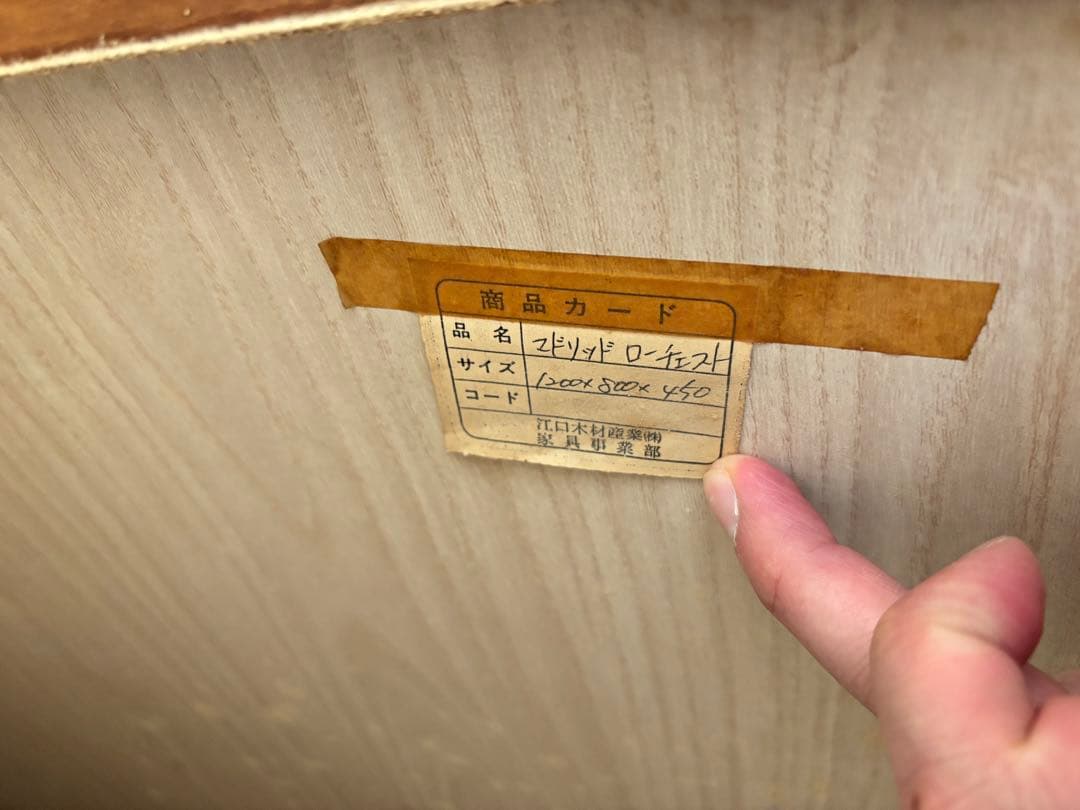 商品カード
品名 マドリッド ローチェスト
サイズ 1200×800×450
コード
江口木材産業㈱
家具事業部